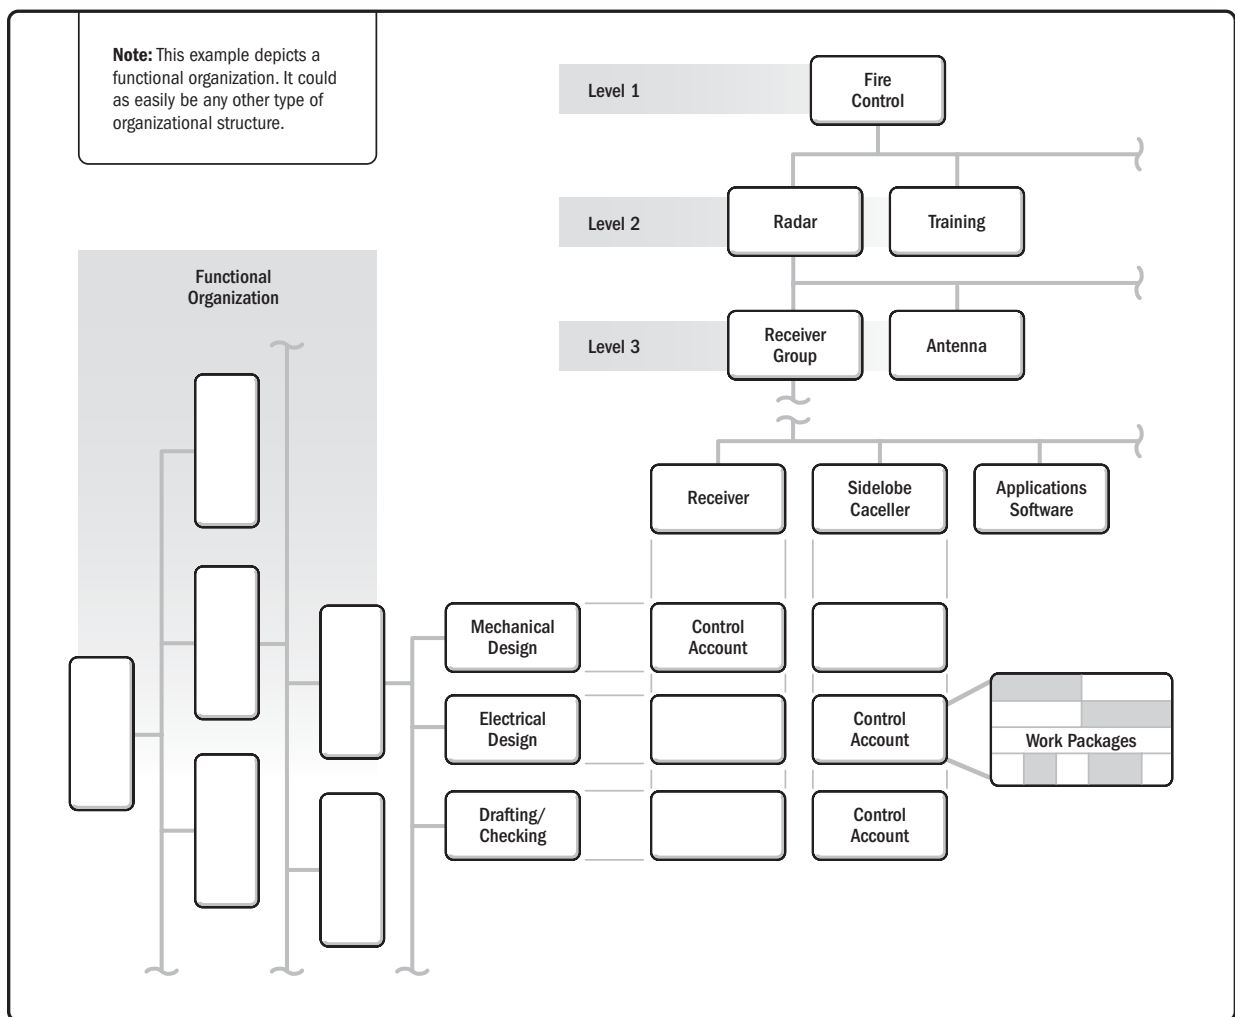 Note: This example depicts a
functional organization. It could
as easily be any other type of
organizational structure.
Level 1
Fire
Control
Level 2
Radar
Training
Functional
Organization
Level 3
Receiver
Group
Antenna
Receiver
Sidelobe
Caceller
Applications
Software
Mechanical
Design
Control
Account
Electrical
Design
Control
Account
Work Packages
Drafting/
Checking
Control
Account